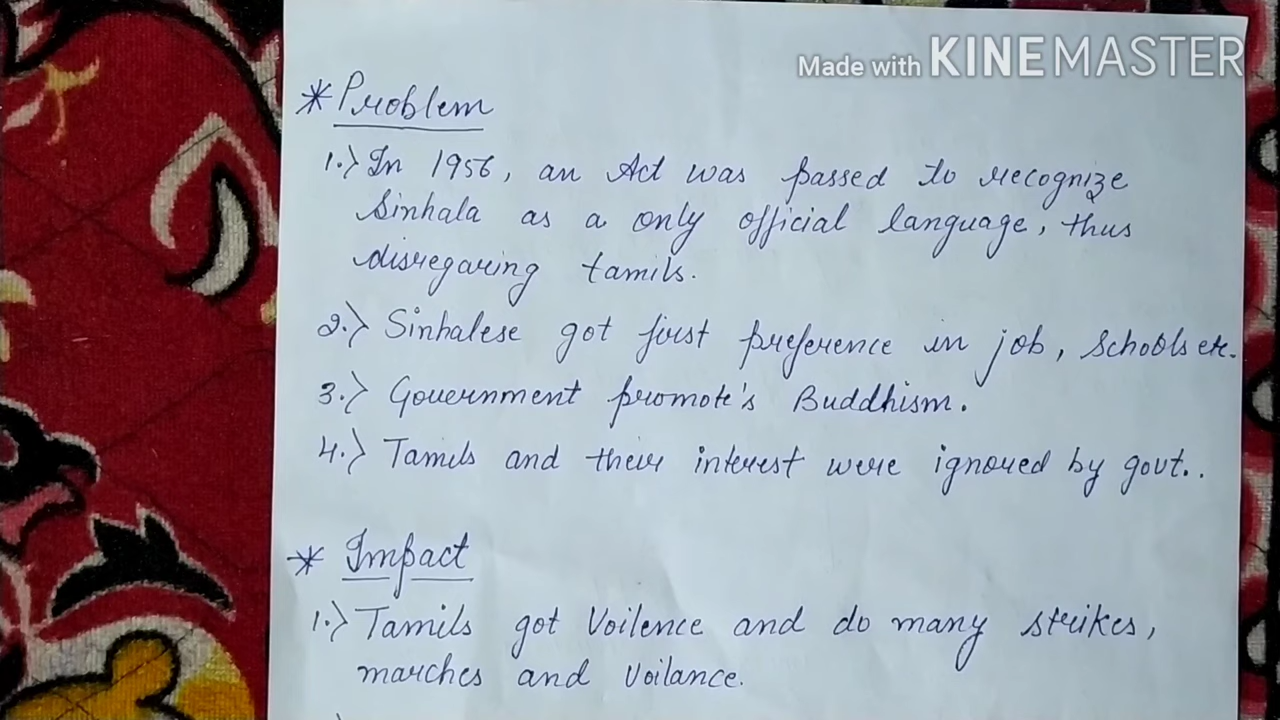 Made with KINEMASTER
* Problem
1.) In 1956, an Act was passed to recognize
Sinhala as a only official language, thus
disregaring tamils.
2.) Sinhalese got first preference in job, Schools etc.
3.) Government promote's Buddhism.
4.) Tamils and their interest were ignored by govt..
* Impact
1.) Tamils got Voilence and do many strikes,
marches and Voilance.